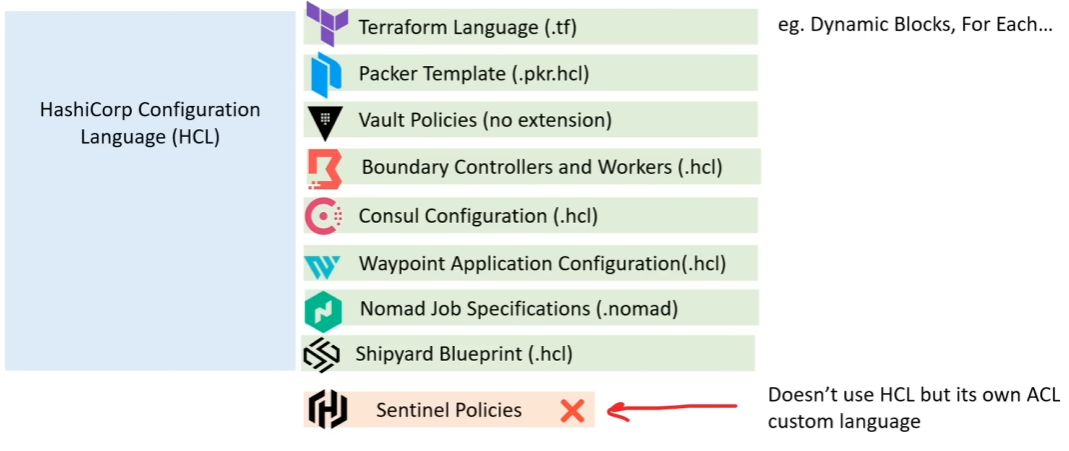 HashiCorp Configuration
Language (HCL)
Terraform Language (.tf)
eg. Dynamic Blocks, For Each…
Packer Template (.pkr.hcl)
Vault Policies (no extension)
Boundary Controllers and Workers (.hcl)
Consul Configuration (.hcl)
Waypoint Application Configuration(.hcl)
Nomad Job Specifications (.nomad)
Shipyard Blueprint (.hcl)
Sentinel Policies
Doesn’t use HCL but its own ACL
custom language